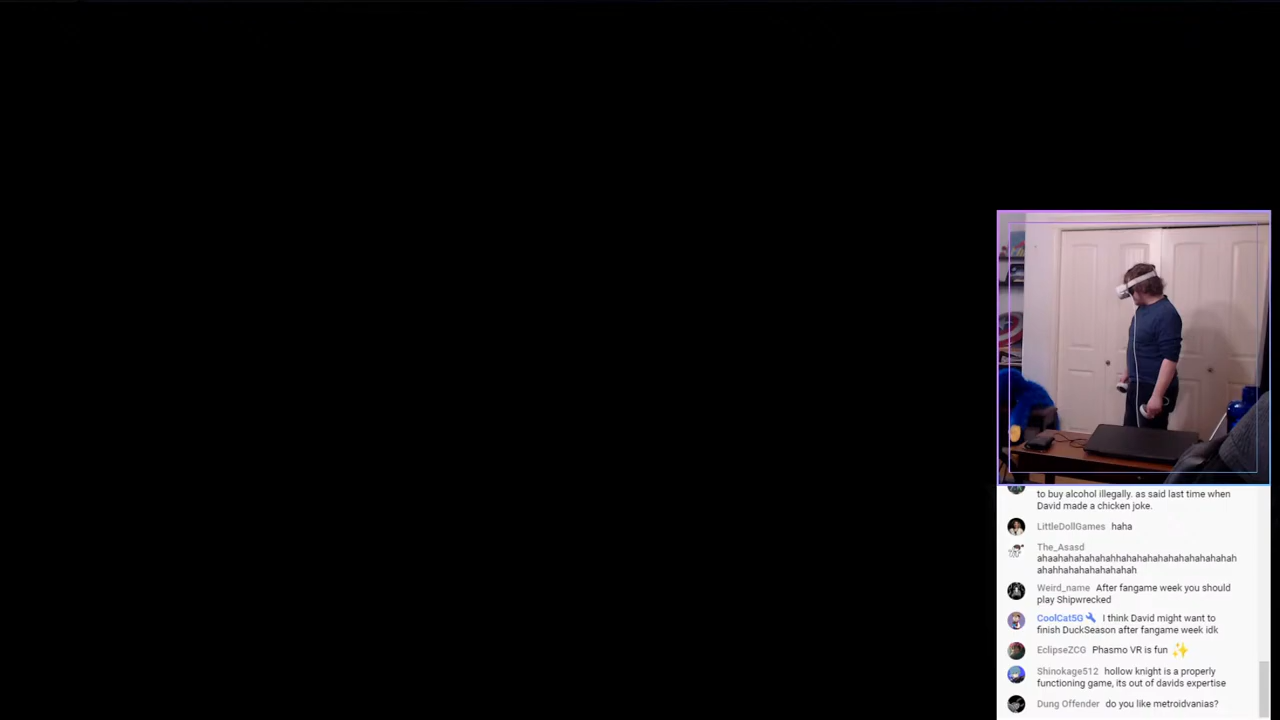 to buy alcohol illegally. as said last time when
David made a chicken joke.
LittleDollGames haha
The_Asasd
ahaahahahahahhahahahahahahahahahah
ahahhahahahahahah
Weird_name After fangame week you should
play Shipwrecked
CoolCat5G I think David might want to
finish DuckSeason after fangame week idk
EclipseZCG Phasmo VR is fun ✨
Shinokage512 hollow knight is a properly
functioning game, its out of davids expertise
Dung Offender do you like metroidvanias?